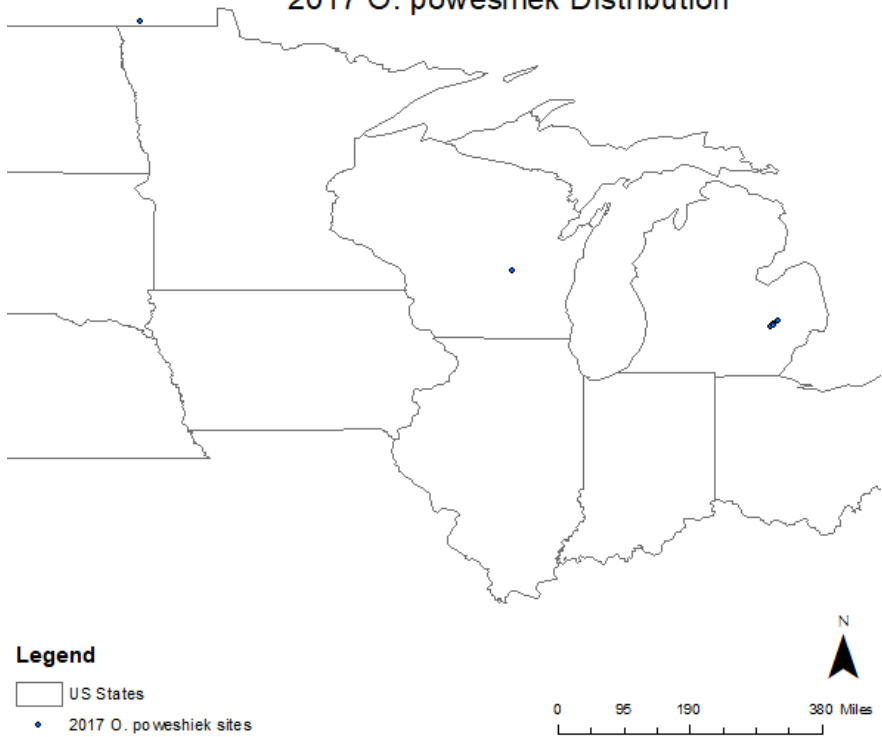 2017 O. poweshiek Distribution
N
Legend
US States
2017 O. poweshiek sites
0 95 190 380 Miles